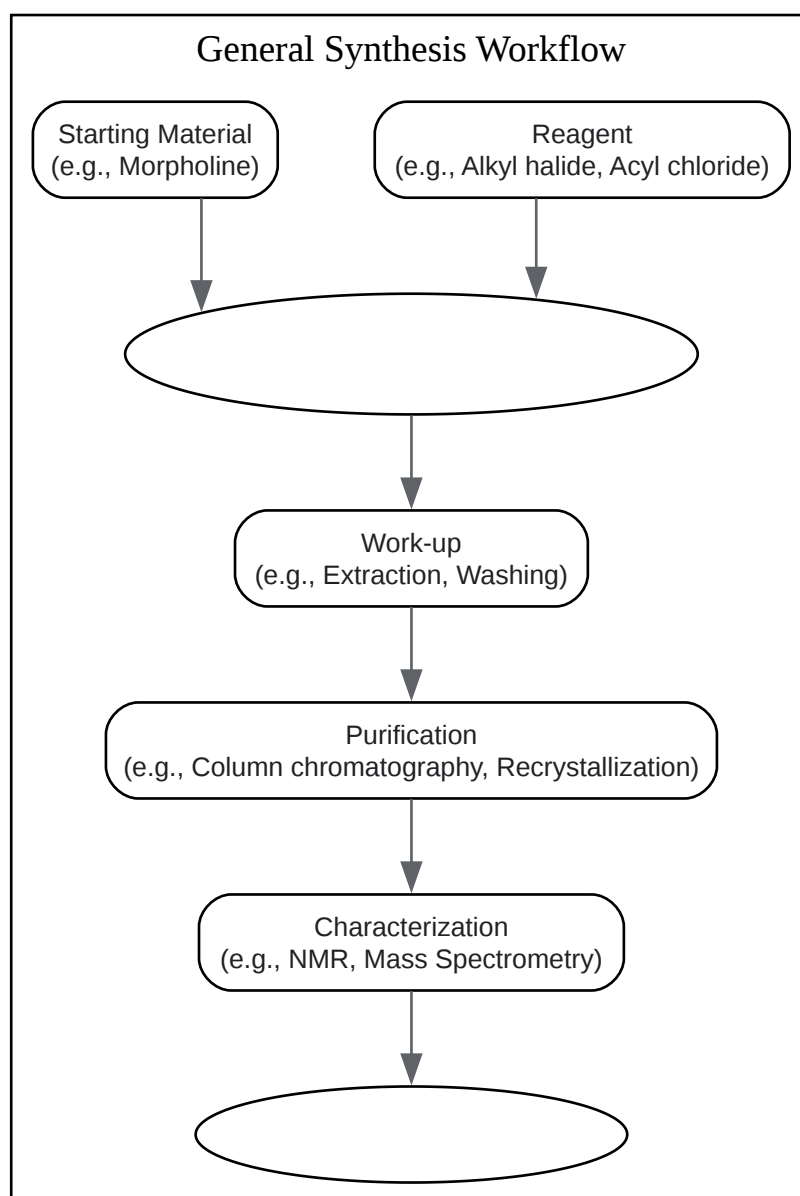 General Synthesis Workflow
Starting Material
(e.g., Morpholine)
Reagent
(e.g., Alkyl halide, Acyl chloride)
Work-up
(e.g., Extraction, Washing)
Purification
(e.g., Column chromatography, Recrystallization)
Characterization
(e.g., NMR, Mass Spectrometry)